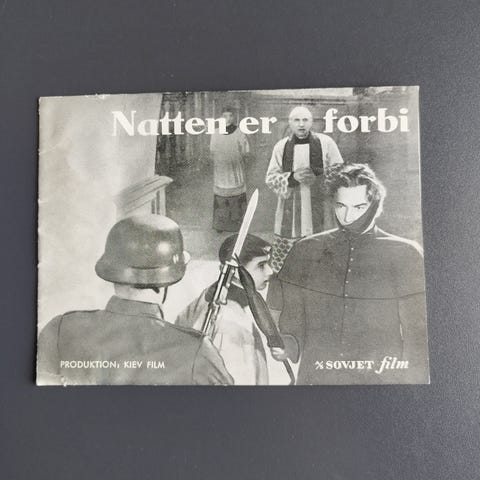 Natten er forbi
PRODUKTION: KIEV FILM
A/S SOVJET film